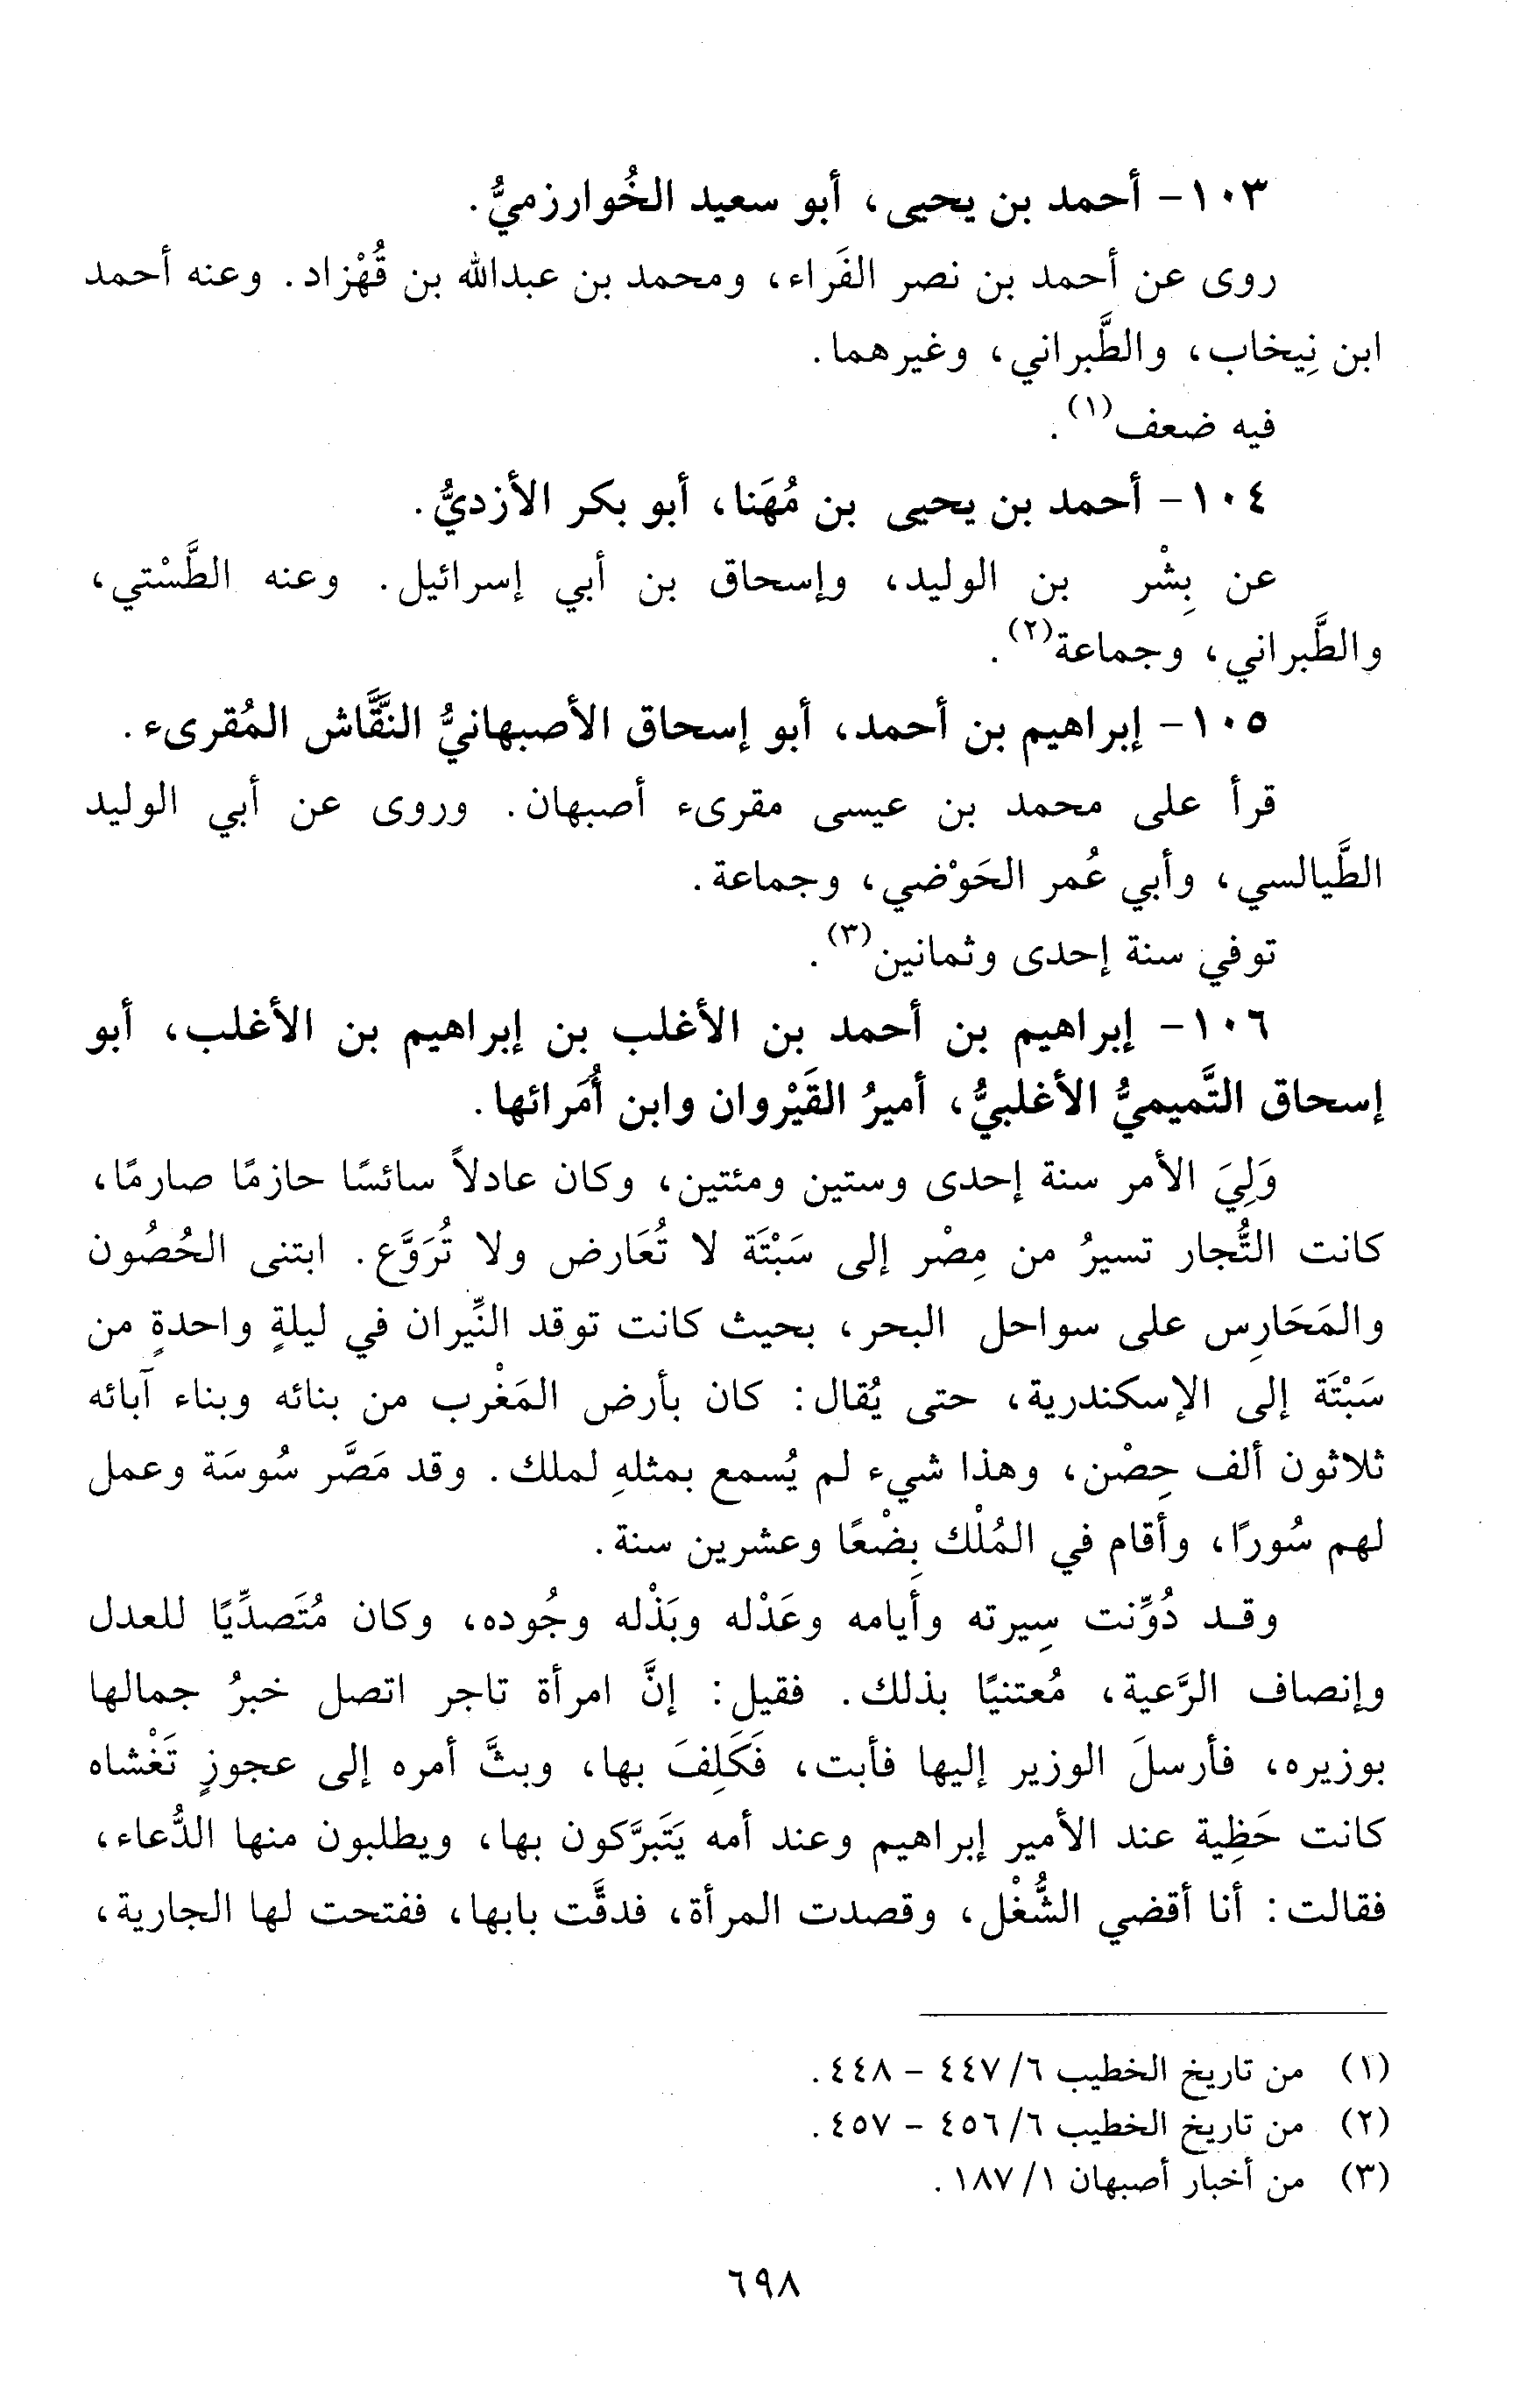 ١٠٣- أحمد بن يحيى، أبو سعيد الخُوارزميُّ.
روى عن أحمد بن نصر الفَراء، ومحمد بن عبدالله بن قُهْزاد. وعنه أحمد
ابن نِيخاب، والطَّبراني، وغيرهما.
فيه ضعف(١).
١٠٤- أحمد بن يحيى بن مُهَنا، أبو بكر الأزديُّ.
عن بِشْر بن الوليد، وإسحاق بن أبي إسرائيل. وعنه الطَّسْتي،
والطَّبراني، وجماعة(٢).
١٠٥- إبراهيم بن أحمد، أبو إسحاق الأصبهانيُّ النَّقَّاش المُقرىء.
قرأ على محمد بن عيسى مقرىء أصبهان. وروى عن أبي الوليد
الطَّيالسي، وأبي عُمر الحَوْضي، وجماعة.
توفي سنة إحدى وثمانين(٣).
١٠٦- إبراهيم بن أحمد بن الأغلب بن إبراهيم بن الأغلب، أبو
إسحاق التَّميميُّ الأغلبيُّ، أميرُ القَيْروان وابن أُمَرائها.
وَلِيَ الأمر سنة إحدى وستين ومئتين، وكان عادلاً سائسًا حازمًا صارمًا،
كانت التُّجار تسيرُ من مِصْر إلى سَبْتَة لا تُعَارض ولا تُرَوَّع. ابتنى الحُصُون
والمَحَارِس على سواحل البحر، بحيث كانت توقد النِّيران في ليلةٍ واحدةٍ من
سَبْتَة إلى الإسكندرية، حتى يُقال: كان بأرض المَغْرب من بنائه وبناء آبائه
ثلاثون ألف حِصْن، وهذا شيء لم يُسمع بمثلهِ لملك. وقد مَصَّر سُوسَة وعمل
لهم سُورًا، وأقام في المُلْك بِضْعًا وعشرين سنة.
وقد دُوِّنت سِيرته وأيامه وعَدْله وبَذْله وجُوده، وكان مُتَصدِّيًا للعدل
وإنصاف الرَّعية، مُعتنيًا بذلك. فقيل: إنَّ امرأة تاجر اتصل خبرُ جمالها
بوزيره، فأرسلَ الوزير إليها فأبت، فَكَلِفَ بها، وبثَّ أمره إلى عجوزٍ تَغْشاه
كانت حَظِية عند الأمير إبراهيم وعند أمه يَتَبرَّكون بها، ويطلبون منها الدُّعاء،
فقالت: أنا أقضي الشُّغْل، وقصدت المرأة، فدقَّت بابها، ففتحت لها الجارية،
(١) من تاريخ الخطيب ٦/ ٤٤٧ - ٤٤٨.
(٢) من تاريخ الخطيب ٦/ ٤٥٦ - ٤٥٧.
(٣) من أخبار أصبهان ١/ ١٨٧.
٦٩٨